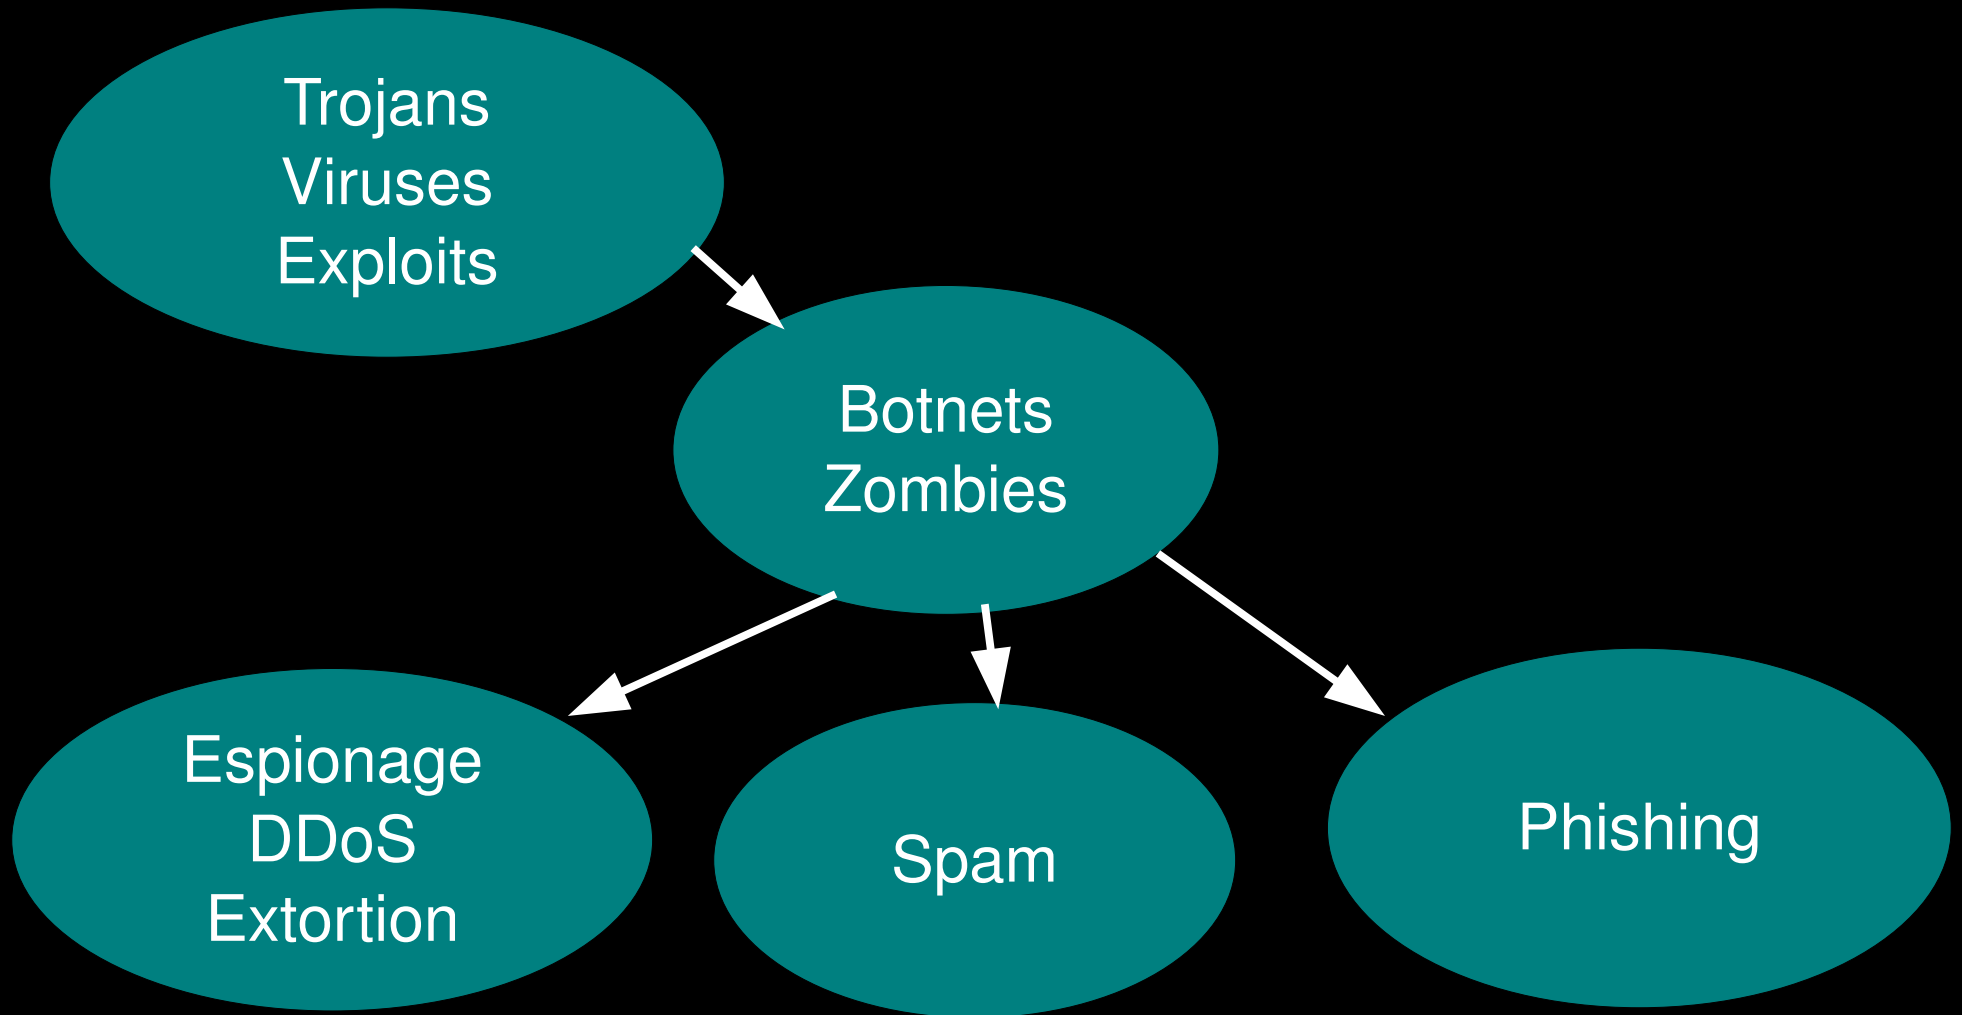 Trojans
Viruses
Exploits
Botnets
Zombies
Espionage
DDoS
Extortion
Spam
Phishing